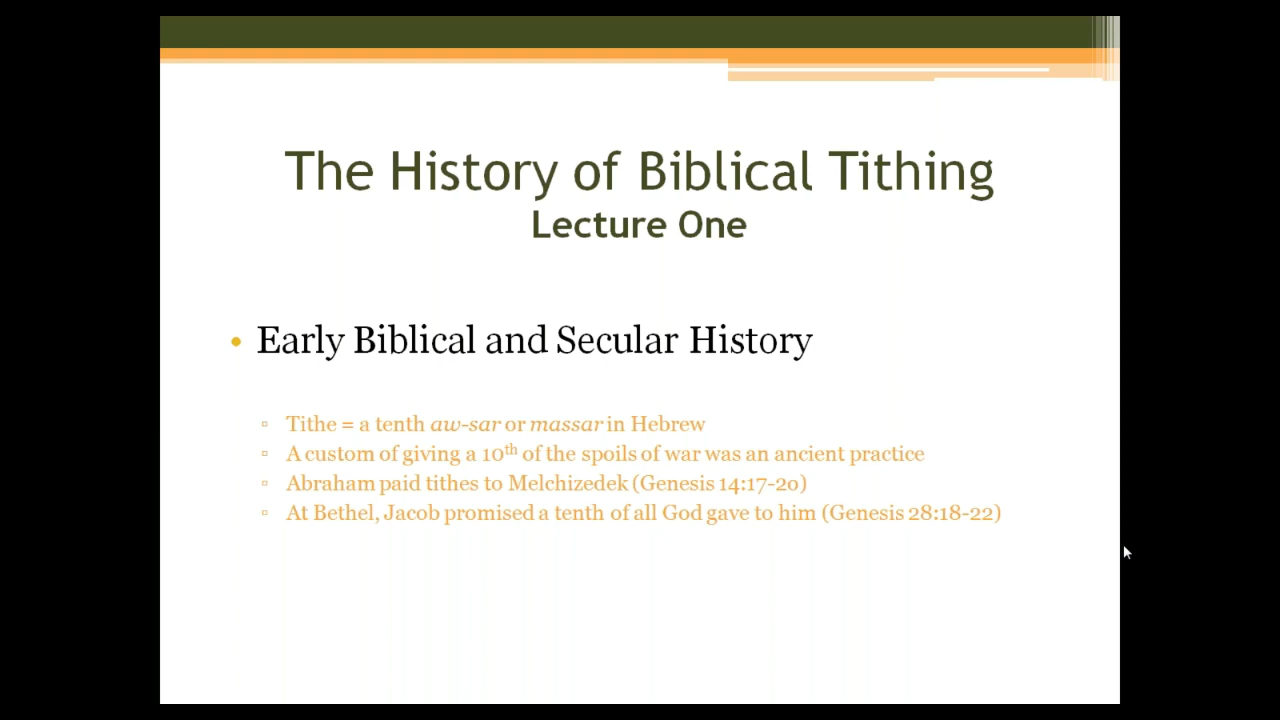 The History of Biblical Tithing
Lecture One
• Early Biblical and Secular History
▫ Tithe = a tenth aw-sar or massar in Hebrew
▫ A custom of giving a 10th of the spoils of war was an ancient practice
▫ Abraham paid tithes to Melchizedek (Genesis 14:17-20)
▫ At Bethel, Jacob promised a tenth of all God gave to him (Genesis 28:18-22)